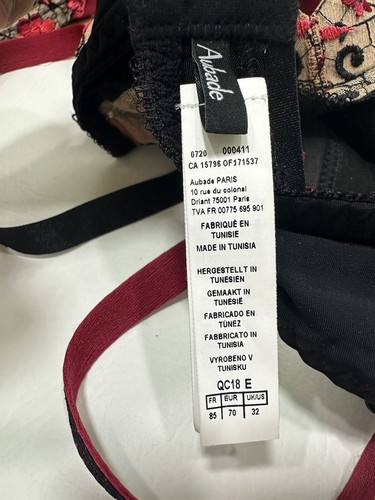 Aubade
0720 000411
CA 15796 OF171537
Aubade PARIS
10 rue du colonel
Driant 75001 Paris
TVA FR 00775 695 901
FABRIQUÉ EN
TUNISIE
MADE IN TUNISIA
HERGESTELLT IN
TUNESIEN
GEMAAKT IN
TUNESIË
FABRICADO EN
TÚNEZ
FABBRICATO IN
TUNISIA
VYROBENO V
TUNISKU
QC18 E
FR EUR UK/US
85 70 32